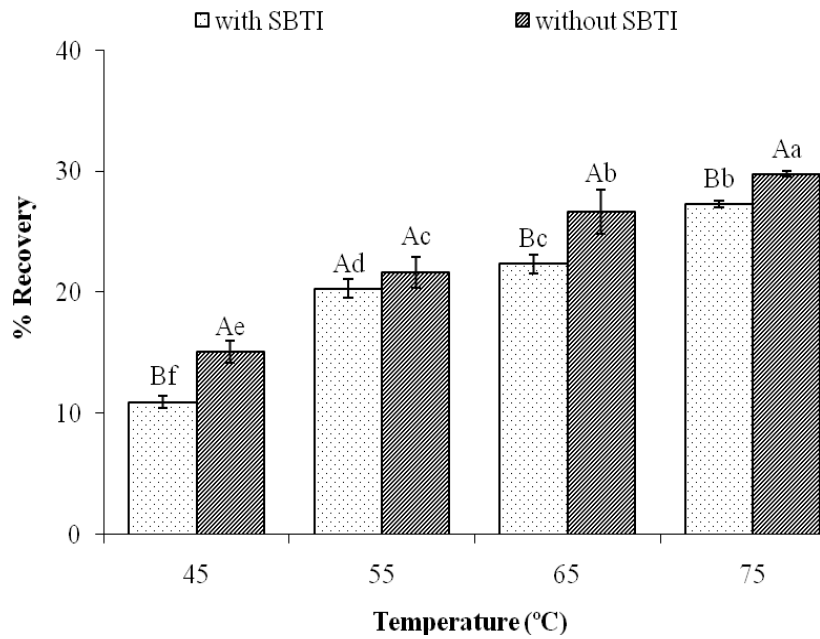 with SBTI without SBTI
40
30
20
10
0
% Recovery
Bf Ae Ad Ac Bc Ab Bb Aa
45 55 65 75
Temperature (ºC)